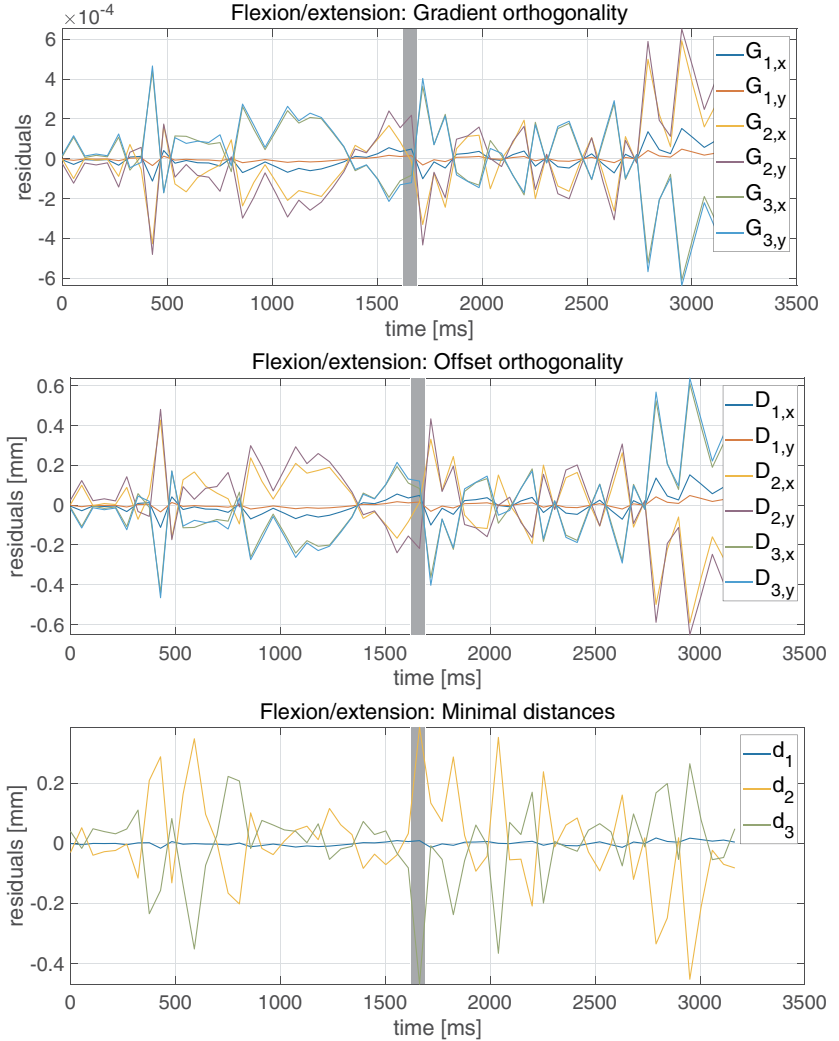 Flexion/extension: Gradient orthogonality
×10^-4
6
4
2
0
-2
-4
-6
residuals
0 500 1000 1500 2000 2500 3000 3500
time [ms]
G1,x
G1,y
G2,x
G2,y
G3,x
G3,y
Flexion/extension: Offset orthogonality
0.6
0.4
0.2
0
-0.2
-0.4
-0.6
residuals [mm]
0 500 1000 1500 2000 2500 3000 3500
time [ms]
D1,x
D1,y
D2,x
D2,y
D3,x
D3,y
Flexion/extension: Minimal distances
0.2
0
-0.2
-0.4
residuals [mm]
0 500 1000 1500 2000 2500 3000 3500
time [ms]
d1
d2
d3